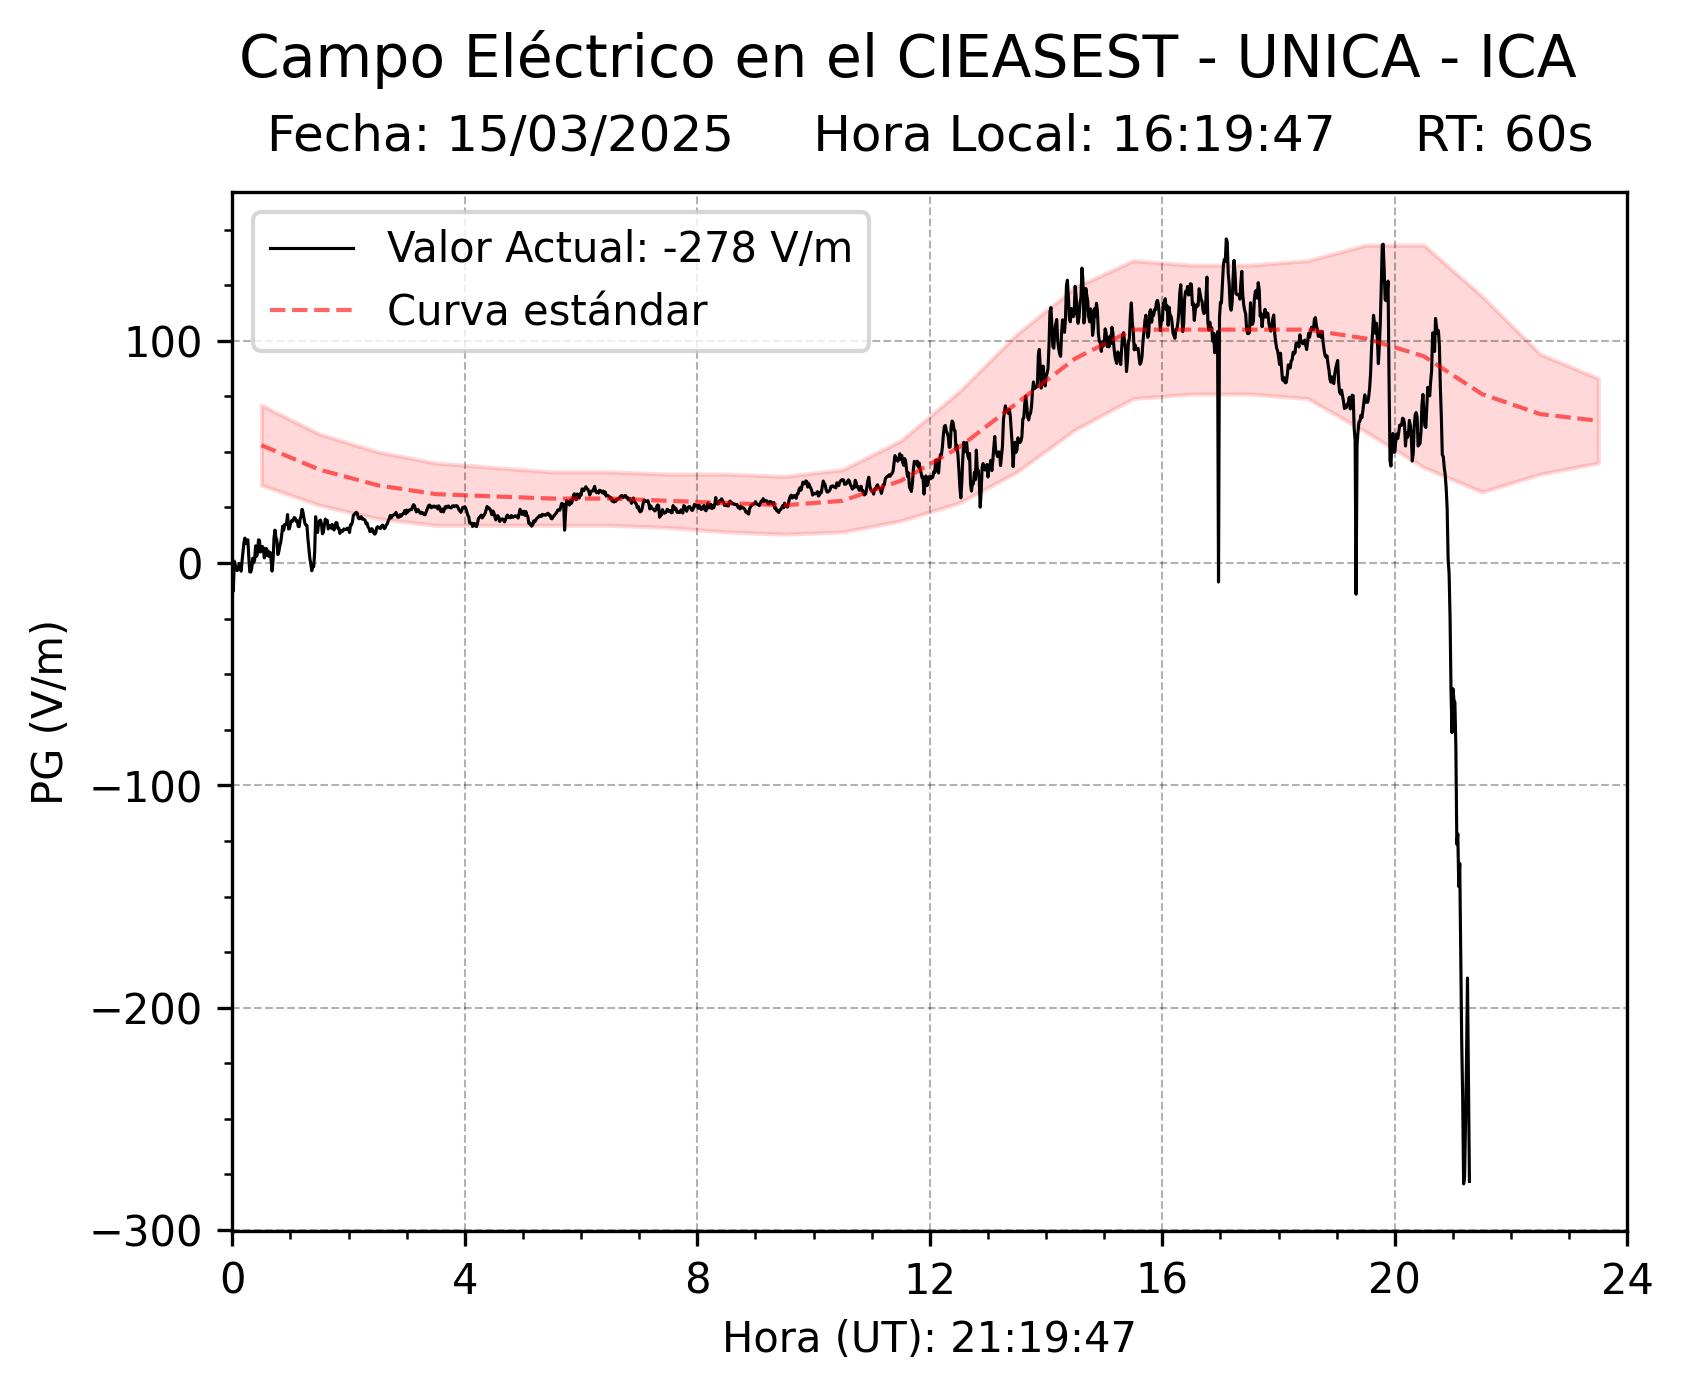 Campo Eléctrico en el CIEASEST - UNICA - ICA
Fecha: 15/03/2025 Hora Local: 16:19:47 RT: 60s
Valor Actual: -278 V/m
Curva estándar
PG (V/m)
100
0
−100
−200
−300
0 4 8 12 16 20 24
Hora (UT): 21:19:47